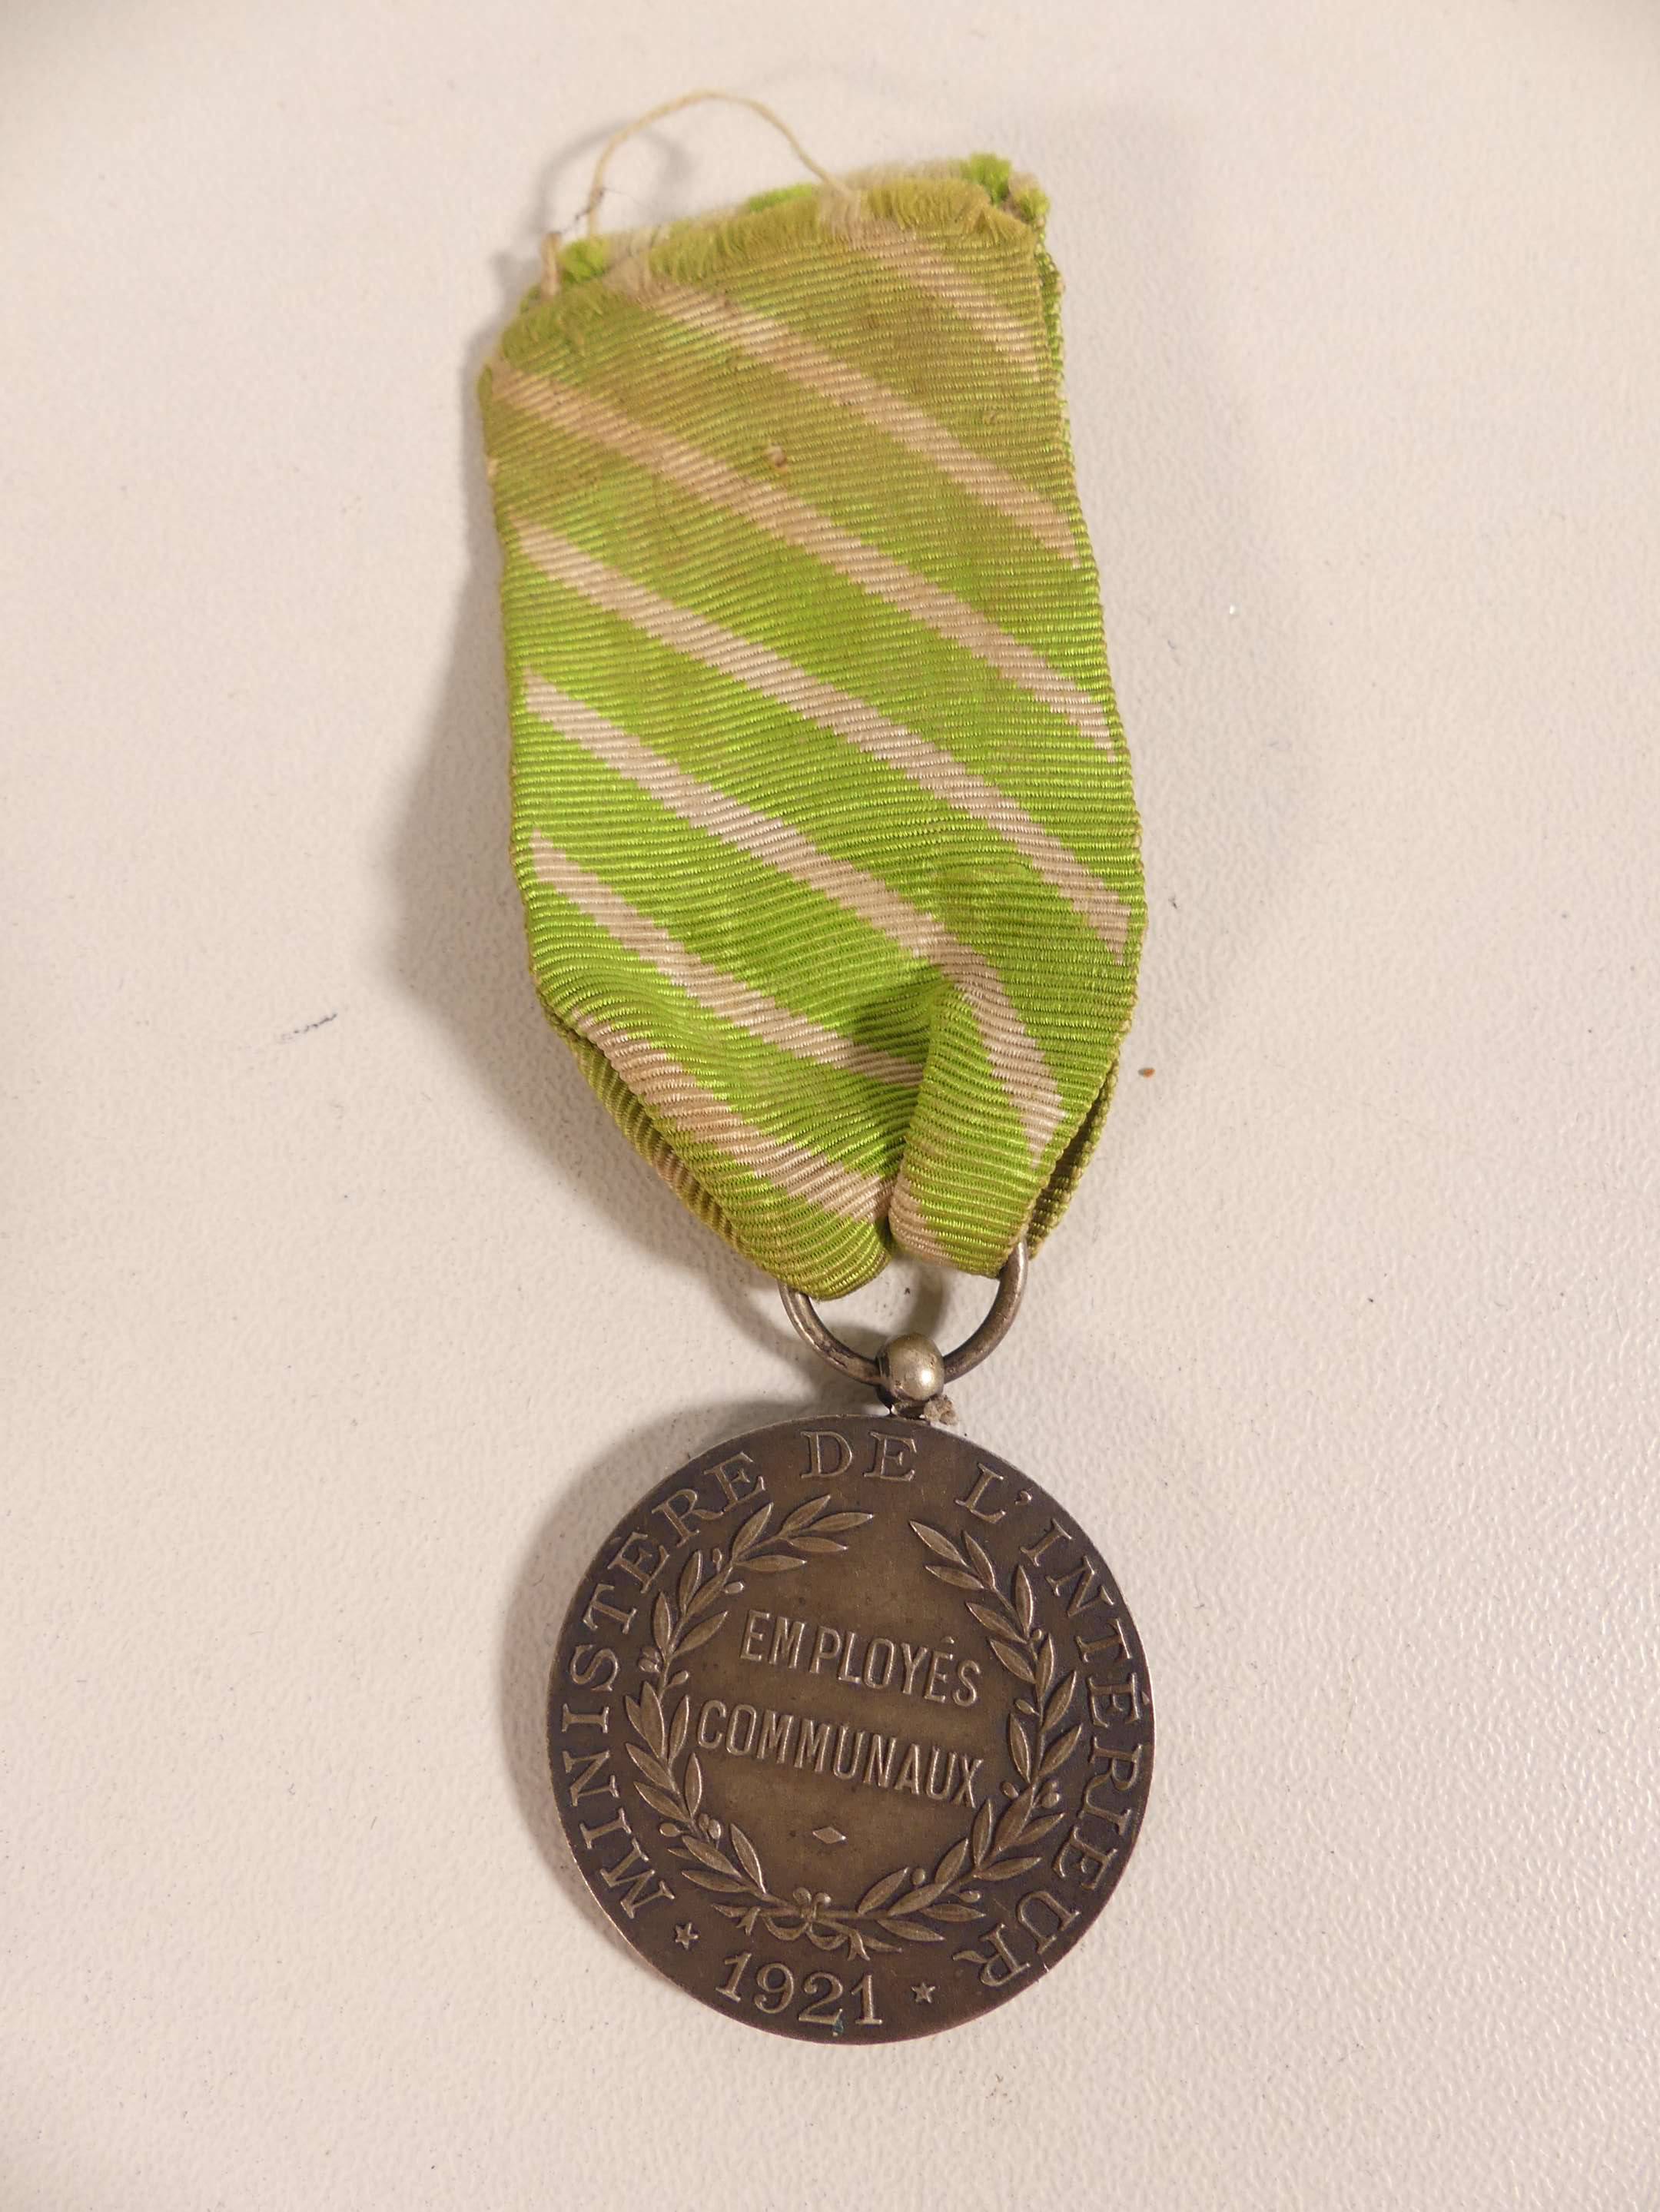 MINISTÈRE DE L'INTÉRIEUR
EMPLOYÉS
COMMUNAUX
1921